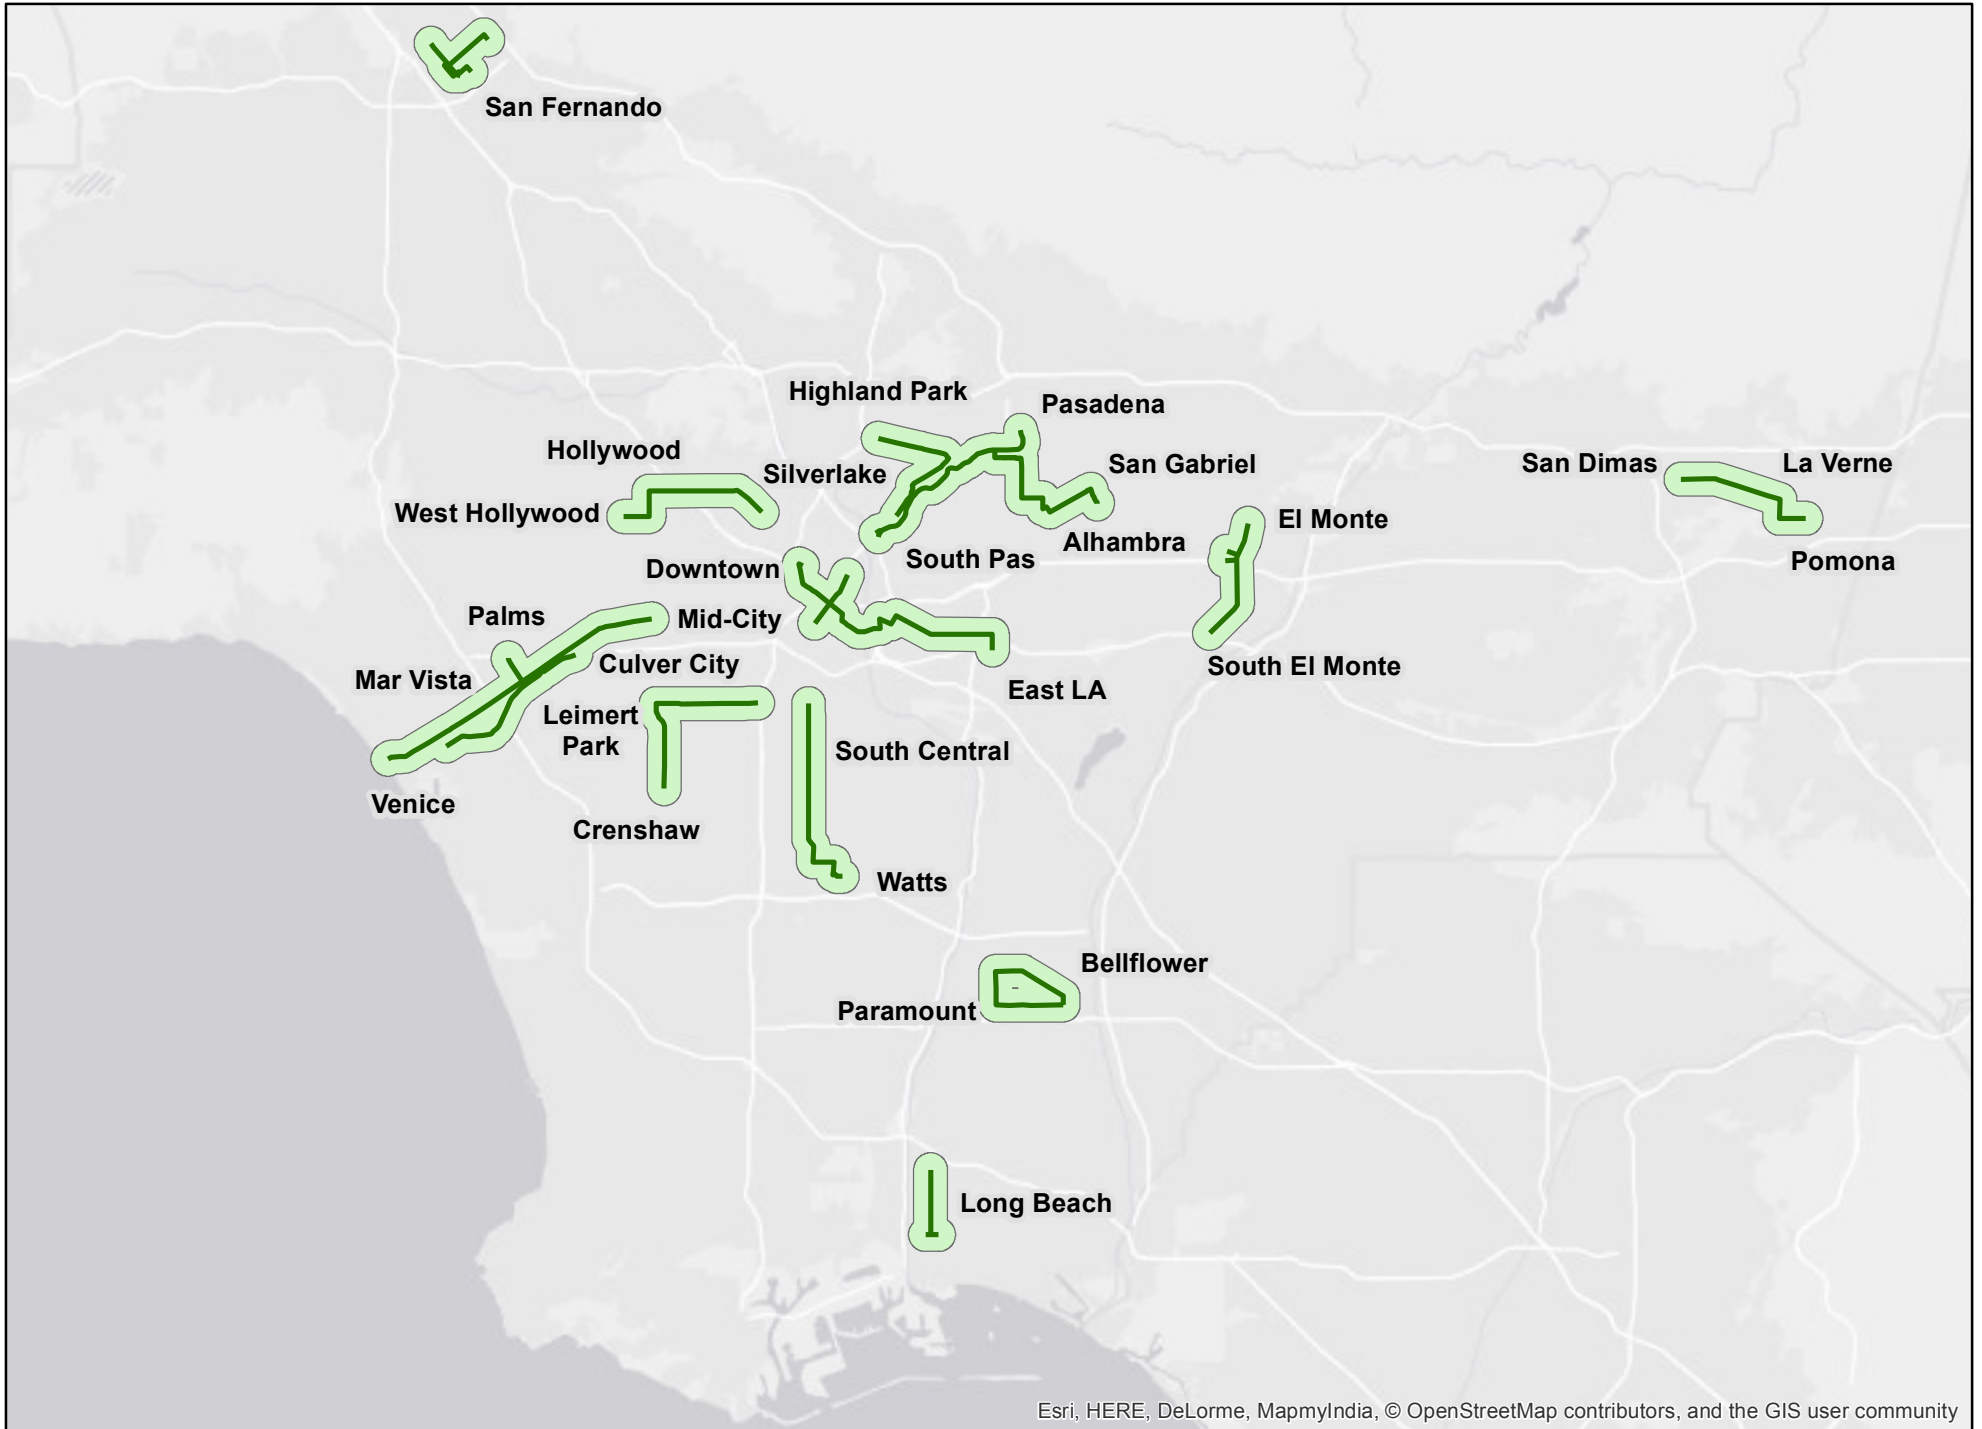 San Fernando
Highland Park
Pasadena
Hollywood
Silverlake
San Gabriel
San Dimas
La Verne
West Hollywood
El Monte
Alhambra
South Pas
Downtown
Pomona
Palms
Mid-City
Culver City
South El Monte
Mar Vista
East LA
Leimert
Park
South Central
Venice
Crenshaw
Watts
Bellflower
Paramount
Long Beach
Esri, HERE, DeLorme, MapmyIndia, © OpenStreetMap contributors, and the GIS user community